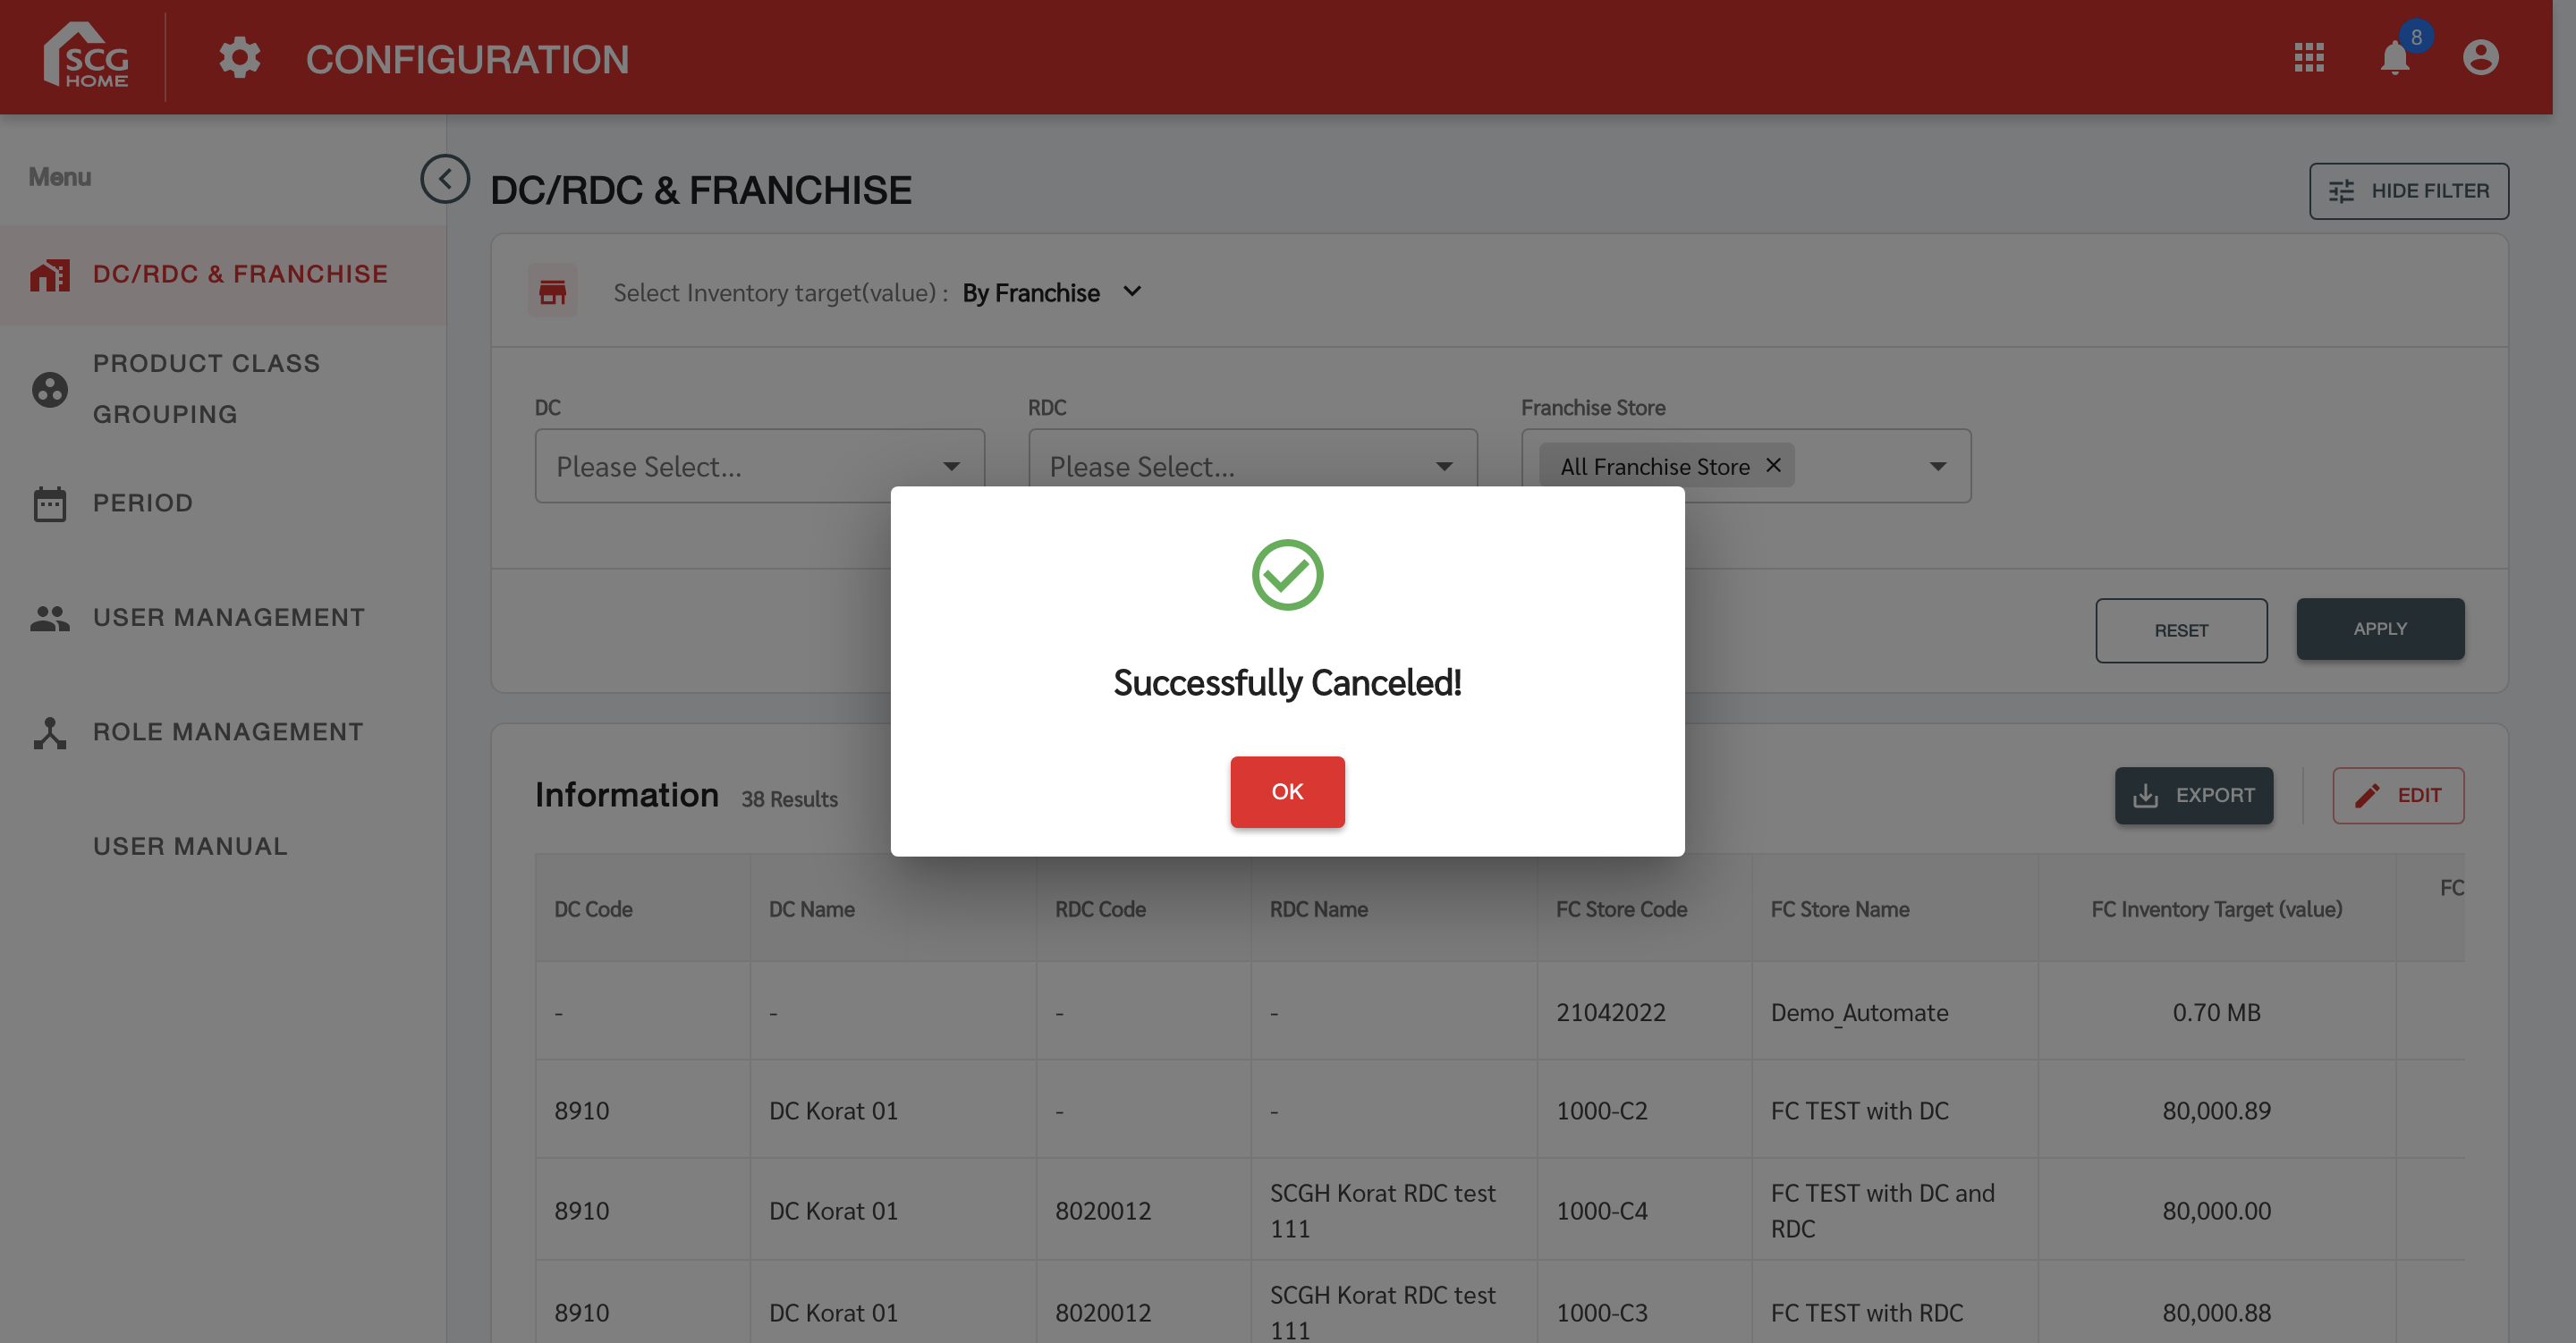 SCG
HOME
CONFIGURATION
8
Menu
DC/RDC & FRANCHISE
PRODUCT CLASS
GROUPING
PERIOD
USER MANAGEMENT
ROLE MANAGEMENT
USER MANUAL
DC/RDC & FRANCHISE
HIDE FILTER
Select Inventory target(value) : By Franchise
DC
RDC
Franchise Store
Please Select...
Please Select...
All Franchise Store
RESET
APPLY
Successfully Canceled!
OK
Information 38 Results
EXPORT
EDIT
DC Code DC Name RDC Code RDC Name FC Store Code FC Store Name FC Inventory Target (value) FC
- - - - 21042022 Demo_Automate 0.70 MB
8910 DC Korat 01 - - 1000-C2 FC TEST with DC 80,000.89
8910 DC Korat 01 8020012 SCGH Korat RDC test 111 1000-C4 FC TEST with DC and RDC 80,000.00
8910 DC Korat 01 8020012 SCGH Korat RDC test 111 1000-C3 FC TEST with RDC 80,000.88